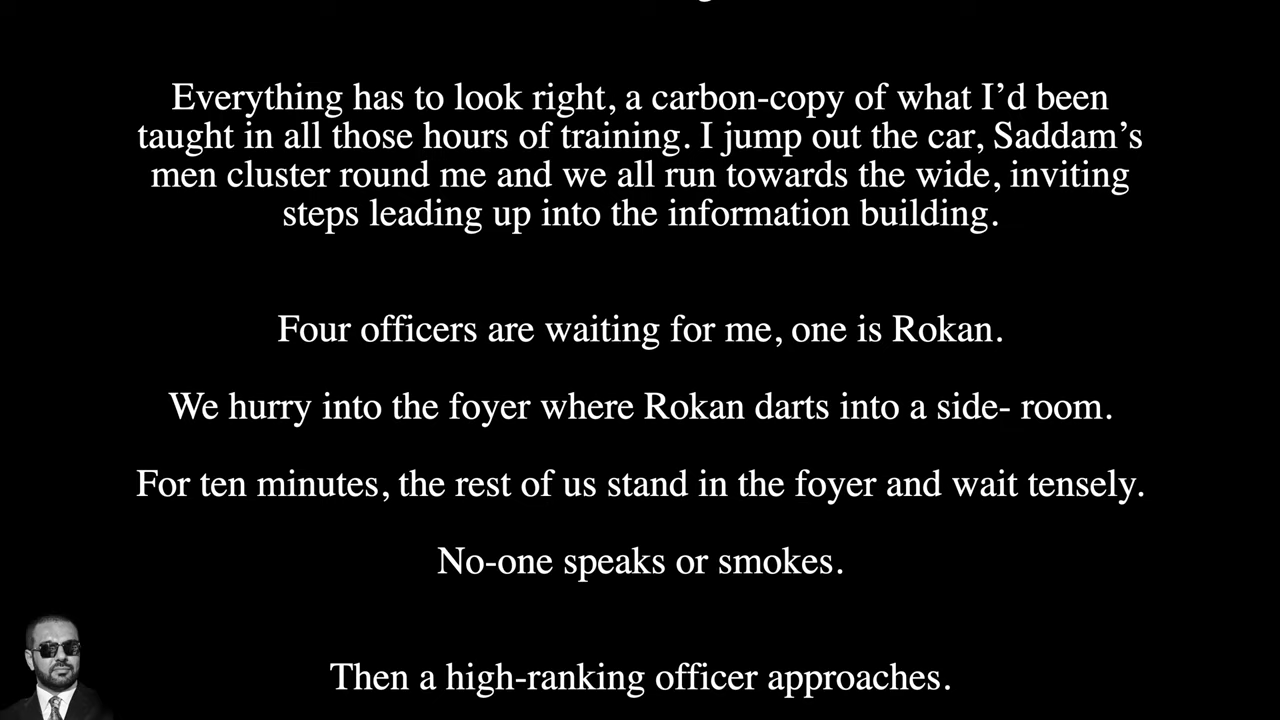 Everything has to look right, a carbon-copy of what I’d been
taught in all those hours of training. I jump out the car, Saddam’s
men cluster round me and we all run towards the wide, inviting
steps leading up into the information building.
Four officers are waiting for me, one is Rokan.
We hurry into the foyer where Rokan darts into a side- room.
For ten minutes, the rest of us stand in the foyer and wait tensely.
No-one speaks or smokes.
Then a high-ranking officer approaches.